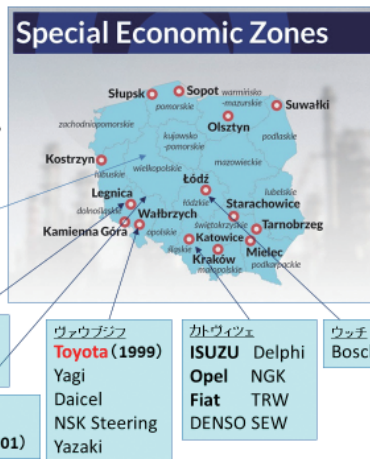 Special Economic Zones
Słupsk
Sopot
warmińsko
-mazurskie
pomorskie
Suwałki
Olsztyn
zachodniopomorskie
podlaskie
kujawsko
-pomorskie
mazowieckie
Kostrzyn
lubuskie
wielkopolskie
Łódź
łódzkie
lubelskie
Legnica
dolnośląskie
Wałbrzych
Starachowice
świętokrzyskie
Tarnobrzeg
Kamienna Góra
opolskie
Katowice
śląskie
Mielec
Kraków
małopolskie
podkarpackie
ヴァウブジフ
Toyota（1999）
Yagi
Daicel
NSK Steering
Yazaki
カトヴィツェ
ISUZU Delphi
Opel NGK
Fiat TRW
DENSO SEW
ウッチ
Bosc
01）